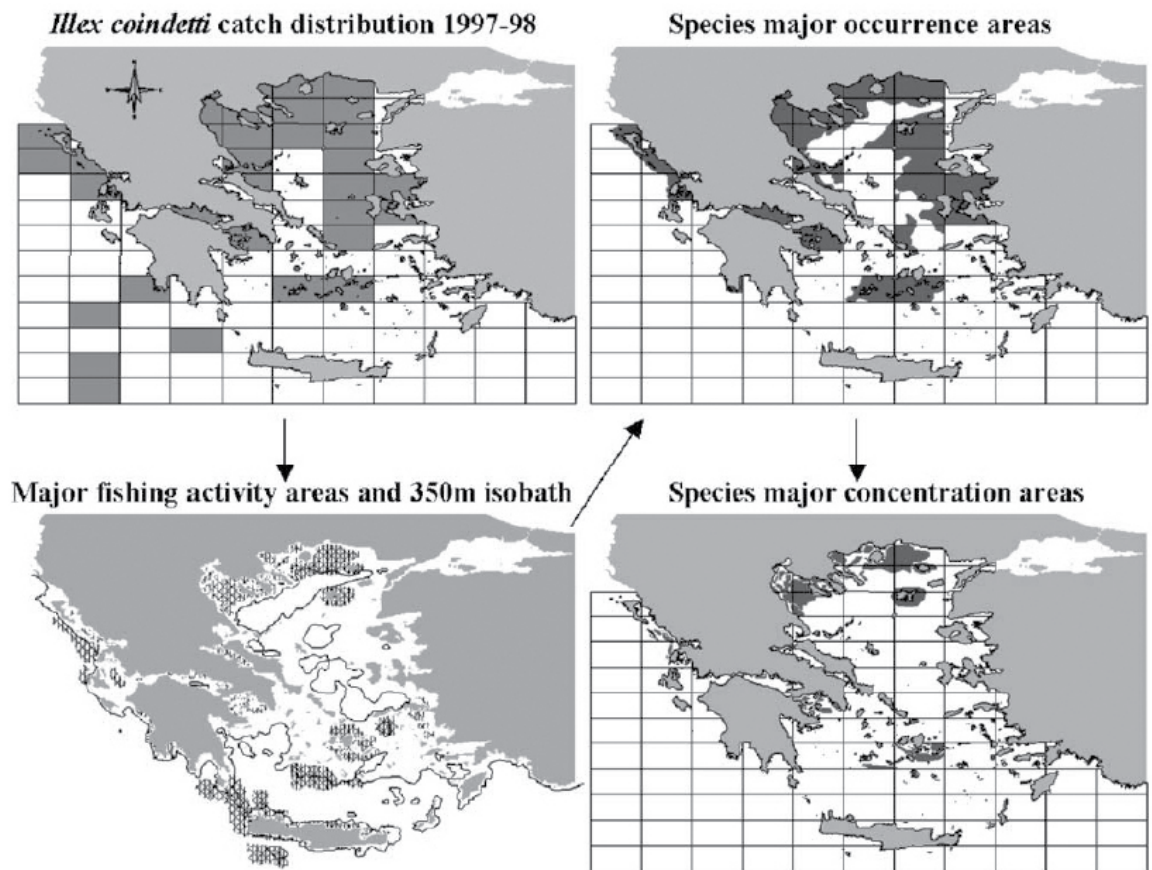 Illex coindetti catch distribution 1997-98
Species major occurrence areas
Major fishing activity areas and 350m isobath
Species major concentration areas